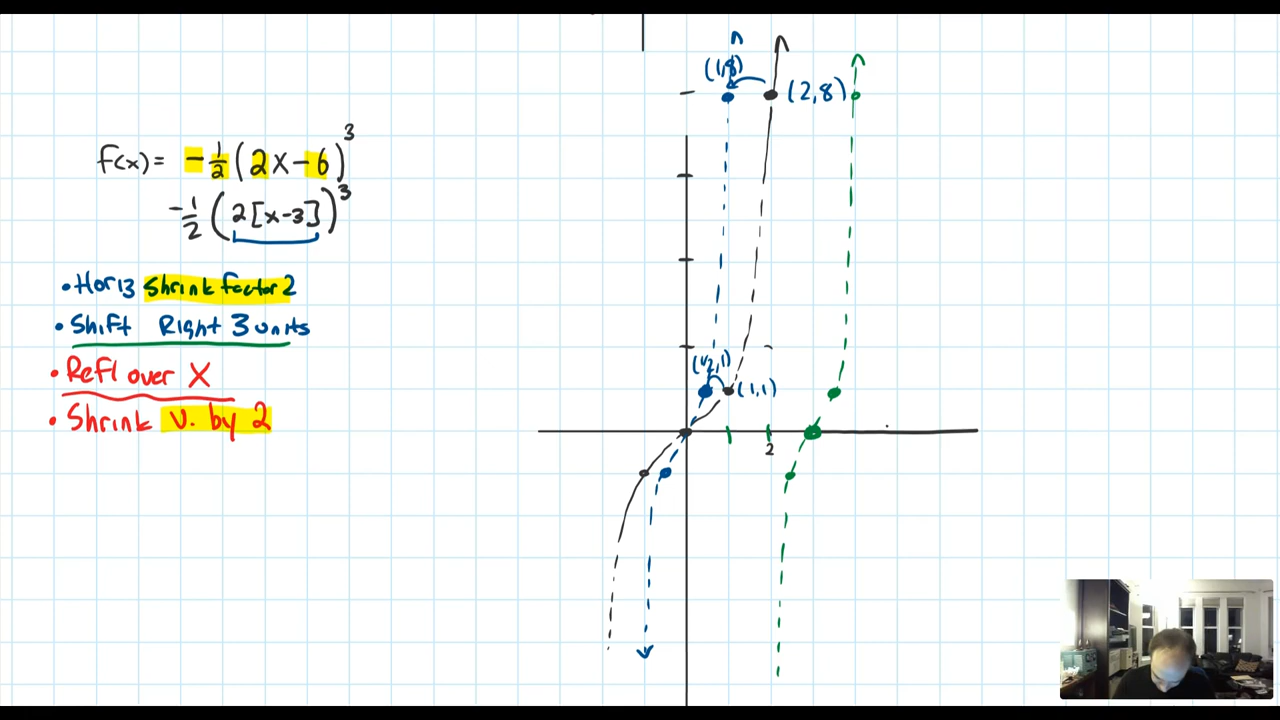 f(x) = -1/2 (2x-6)^3
-1/2 (2[x-3])^3
• Horiz Shrink factor 2
• Shift Right 3 units
• Refl over X
• Shrink v. by 2
(1,8)
(2,8)
(1/2,1)
(1,1)
2